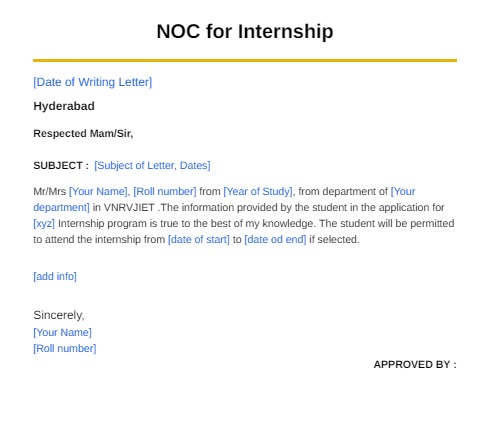 NOC for Internship
[Date of Writing Letter]
Hyderabad
Respected Mam/Sir,
SUBJECT : [Subject of Letter, Dates]
Mr/Mrs [Your Name], [Roll number] from [Year of Study], from department of [Your
department] in VNRVJIET .The information provided by the student in the application for
[xyz] Internship program is true to the best of my knowledge. The student will be permitted
to attend the internship from [date of start] to [date od end] if selected.
[add info]
Sincerely,
[Your Name]
[Roll number]
APPROVED BY :